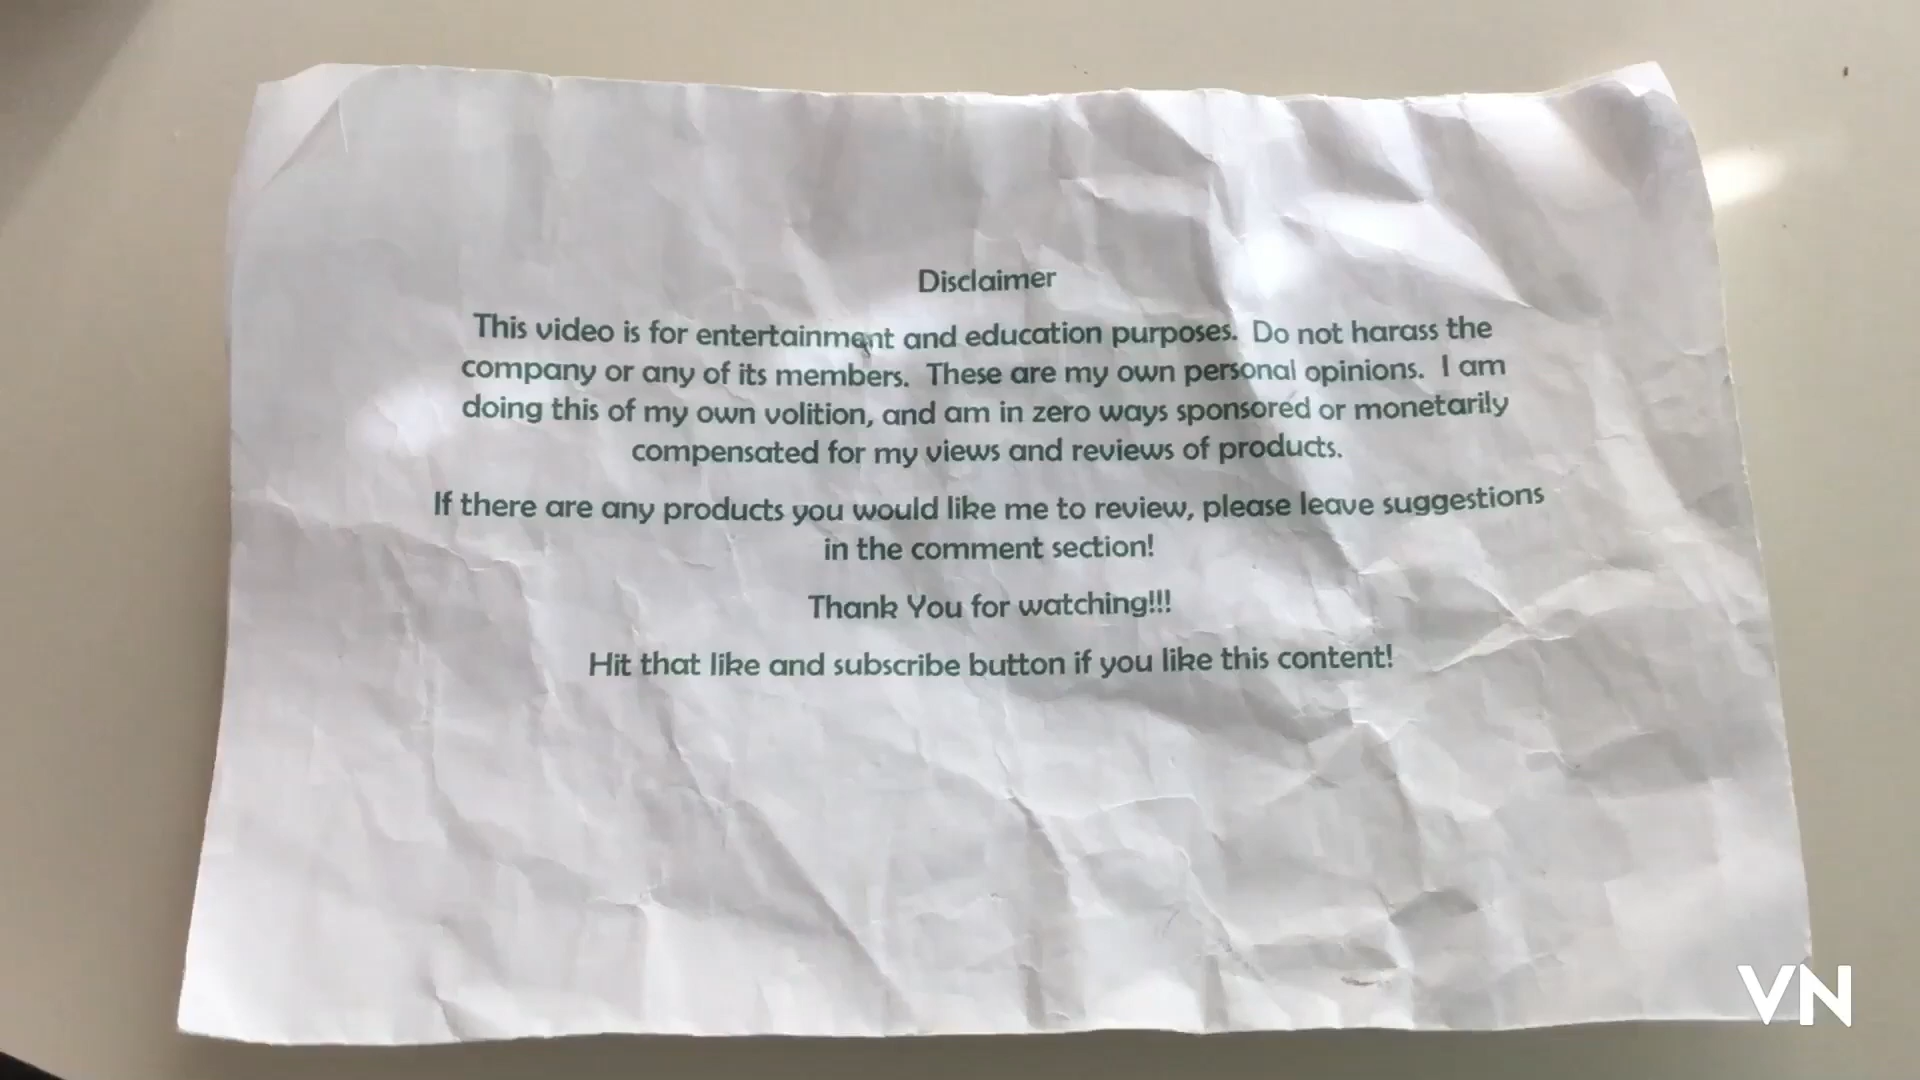 Disclaimer
This video is for entertainment and education purposes. Do not harass the
company or any of its members. These are my own personal opinions. I am
doing this of my own volition, and am in zero ways sponsored or monetarily
compensated for my views and reviews of products.
If there are any products you would like me to review, please leave suggestions
in the comment section!
Thank You for watching!!!
Hit that like and subscribe button if you like this content!
VN